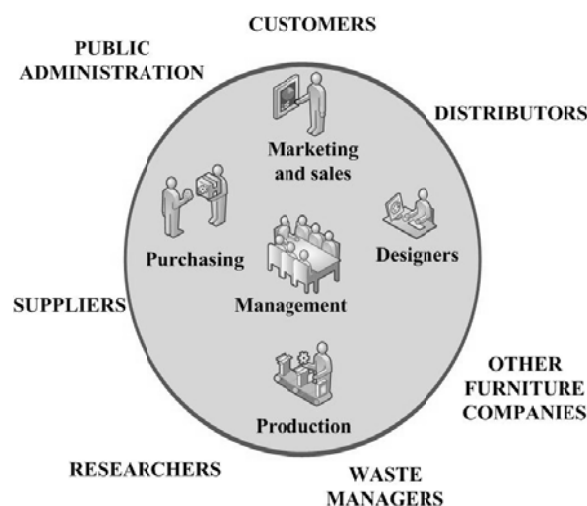 CUSTOMERS
PUBLIC
ADMINISTRATION
DISTRIBUTORS
Marketing
and sales
Purchasing
Designers
SUPPLIERS
Management
OTHER
FURNITURE
COMPANIES
Production
RESEARCHERS
WASTE
MANAGERS